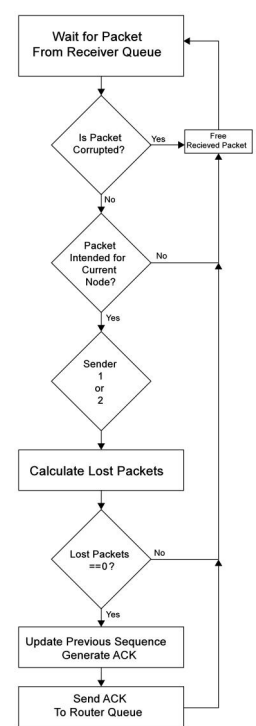 Wait for Packet
From Receiver Queue
Is Packet
Corrupted?
Yes
Free
Recieved Packet
No
Packet
Intended for
Current
Node?
No
Yes
Sender
1
or
2
Calculate Lost Packets
Lost Packets
==0?
No
Yes
Update Previous Sequence
Generate ACK
Send ACK
To Router Queue